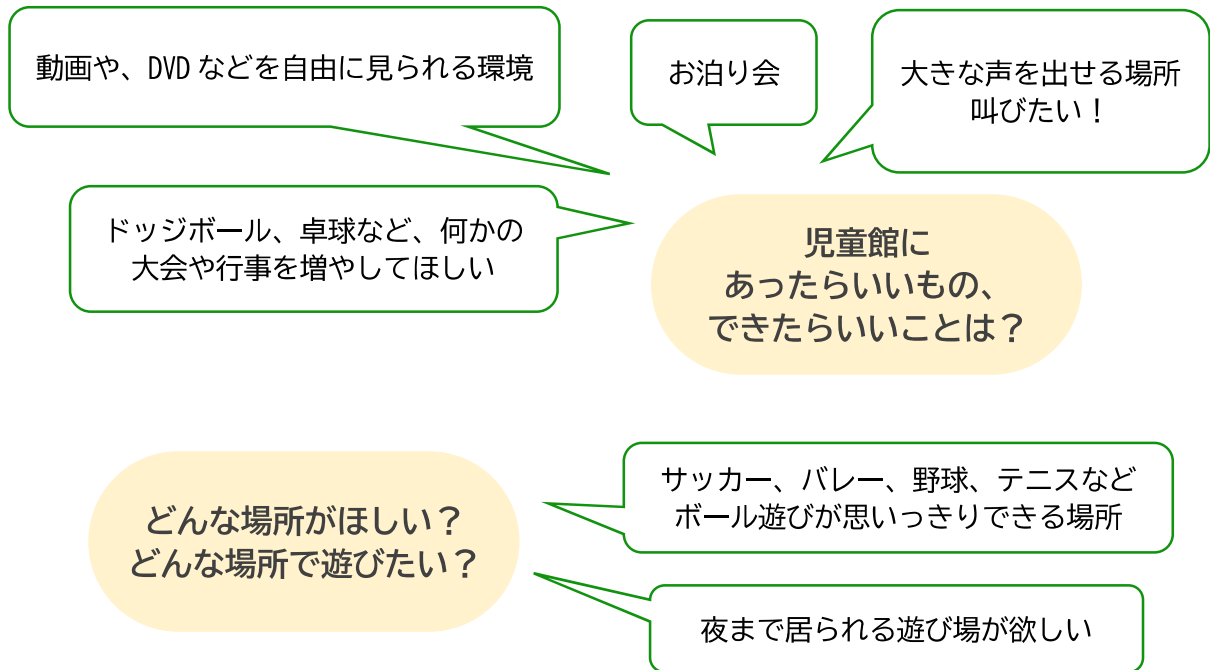 動画や、DVD などを自由に見られる環境
お泊り会
大きな声を出せる場所
叫びたい！
ドッジボール、卓球など、何かの
大会や行事を増やしてほしい
児童館に
あったらいいもの、
できたらいいことは？
どんな場所がほしい？
どんな場所で遊びたい？
サッカー、バレー、野球、テニスなど
ボール遊びが思いっきりできる場所
夜まで居られる遊び場が欲しい